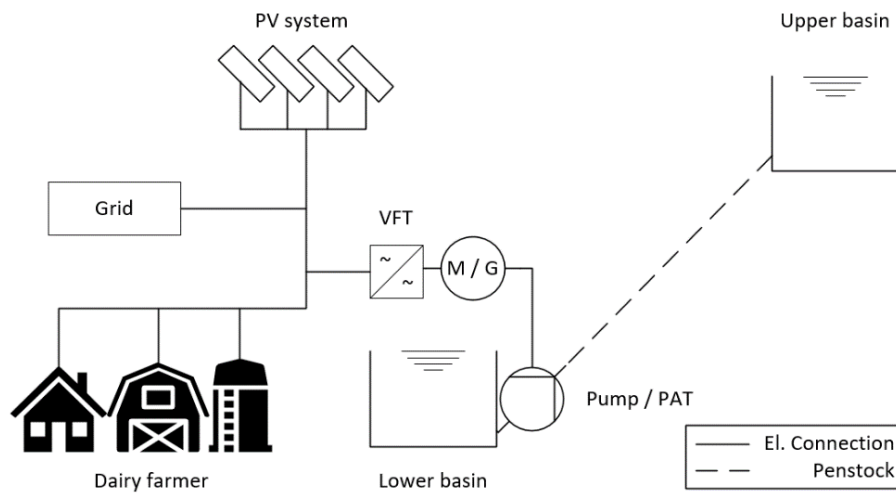 PV system
Upper basin
Grid
VFT
~
~
M / G
Pump / PAT
Dairy farmer
Lower basin
El. Connection
Penstock